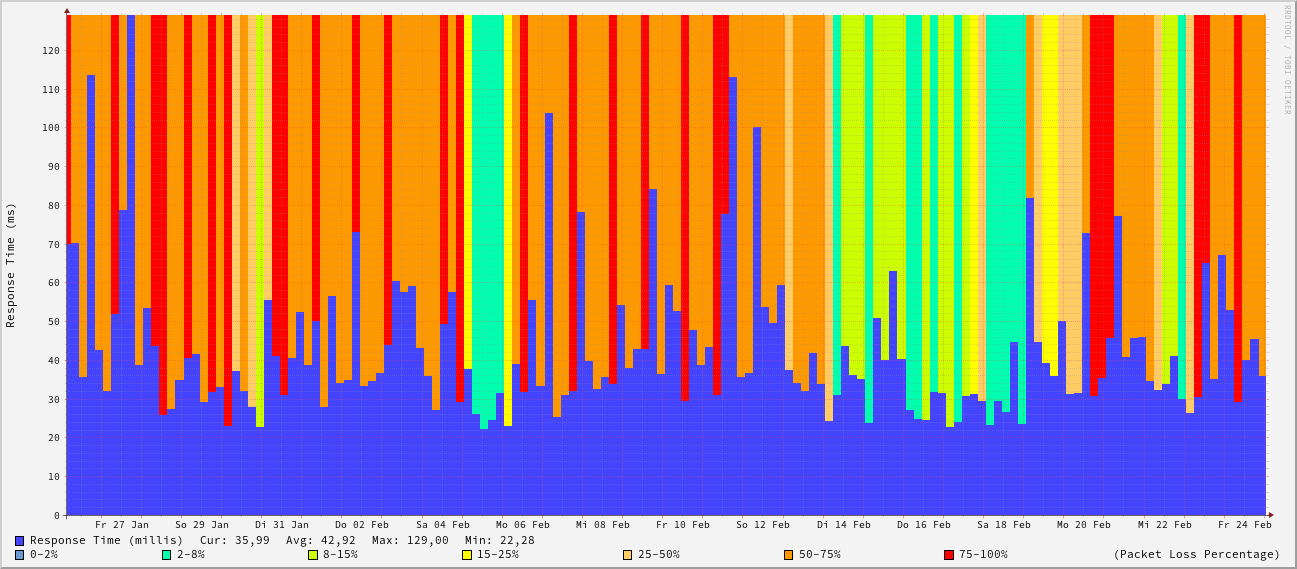 RRDTOOL / TOBI OETIKER
Response Time (ms)
120
110
100
90
80
70
60
50
40
30
20
10
0
Fr 27 Jan So 29 Jan Di 31 Jan Do 02 Feb Sa 04 Feb Mo 06 Feb Mi 08 Feb Fr 10 Feb So 12 Feb Di 14 Feb Do 16 Feb Sa 18 Feb Mo 20 Feb Mi 22 Feb Fr 24 Feb
Response Time (millis) Cur: 35,99 Avg: 42,92 Max: 129,00 Min: 22,28
0-2% 2-8% 8-15% 15-25% 25-50% 50-75% 75-100% (Packet Loss Percentage)